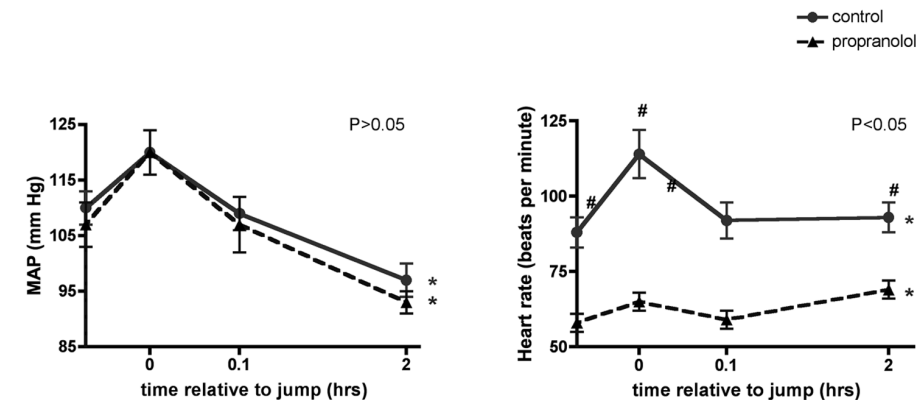 control
propranolol
P>0.05
MAP (mm Hg)
125
115
105
95
85
*
*
0
0.1
2
time relative to jump (hrs)
P<0.05
Heart rate (beats per minute)
125
100
75
50
#
#
#
#
*
*
0
0.1
2
time relative to jump (hrs)